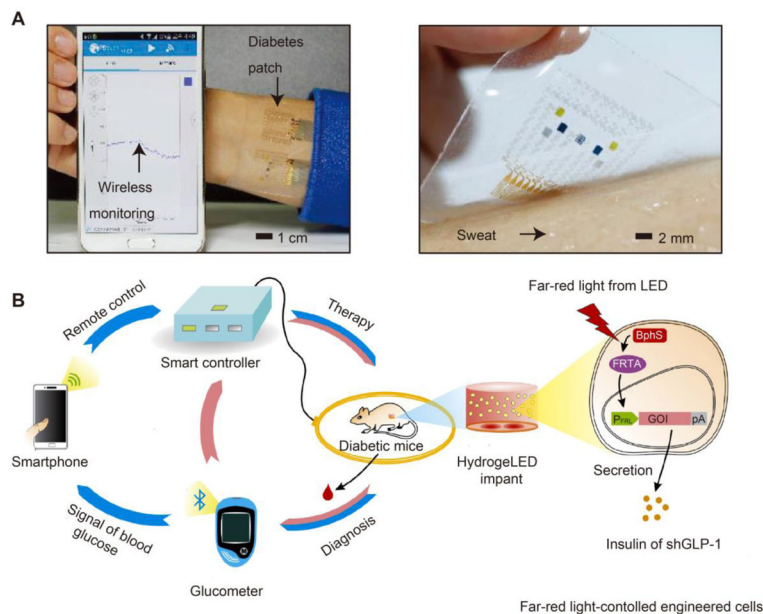 A
Diabetes
patch
Wireless
monitoring
1 cm
Sweat
2 mm
B
Remote control
Smart controller
Therapy
Smartphone
Diabetic mice
Signal of blood
glucose
Glucometer
Diagnosis
HydrogeLED
impant
Far-red light from LED
BphS
FRTA
PFRL
GOI
pA
Secretion
Insulin of shGLP-1
Far-red light-contolled engineered cells